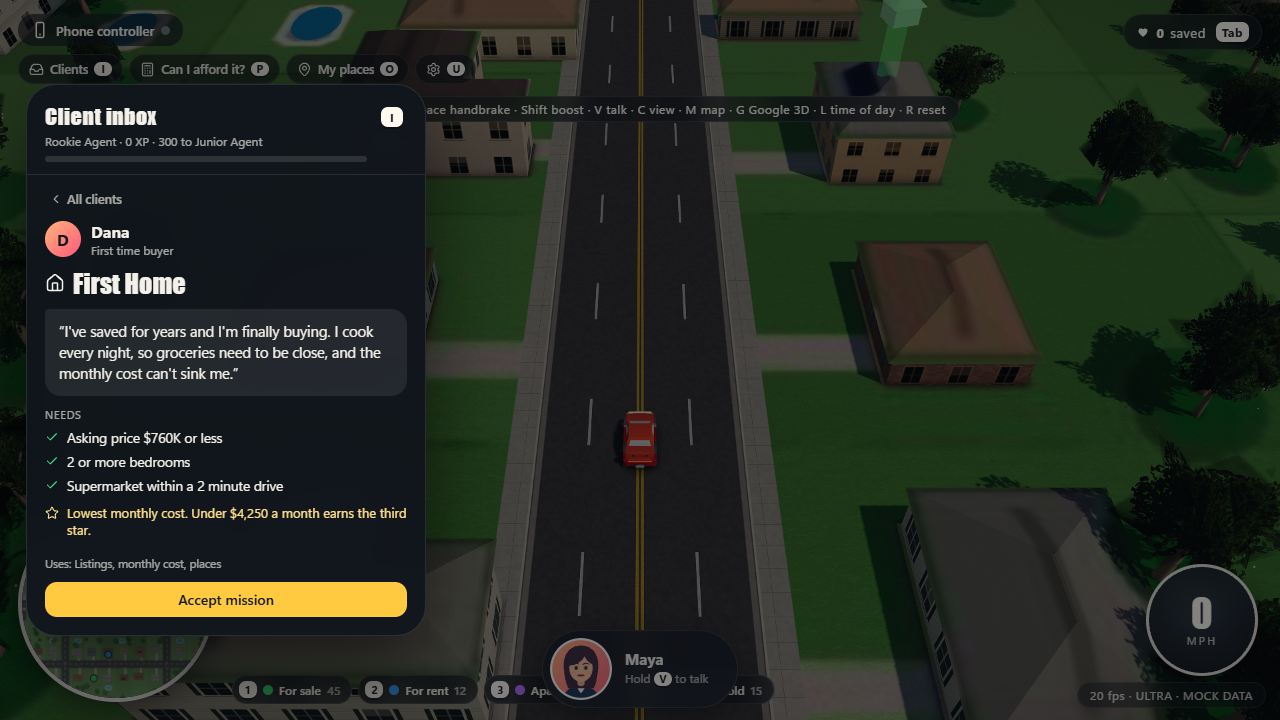 Phone controller
0 saved Tab
Clients I
Can I afford it? P
My places O
U
ace handbrake · Shift boost · V talk · C view · M map · G Google 3D · L time of day · R reset
Client inbox
I
Rookie Agent · 0 XP · 300 to Junior Agent
All clients
D
Dana
First time buyer
First Home
“I've saved for years and I'm finally buying. I cook
every night, so groceries need to be close, and the
monthly cost can't sink me.”
NEEDS
Asking price $760K or less
2 or more bedrooms
Supermarket within a 2 minute drive
Lowest monthly cost. Under $4,250 a month earns the third
star.
Uses: Listings, monthly cost, places
Accept mission
0
MPH
Maya
Hold V to talk
1 For sale 45
2 For rent 12
3 Apa
old 15
20 fps · ULTRA · MOCK DATA